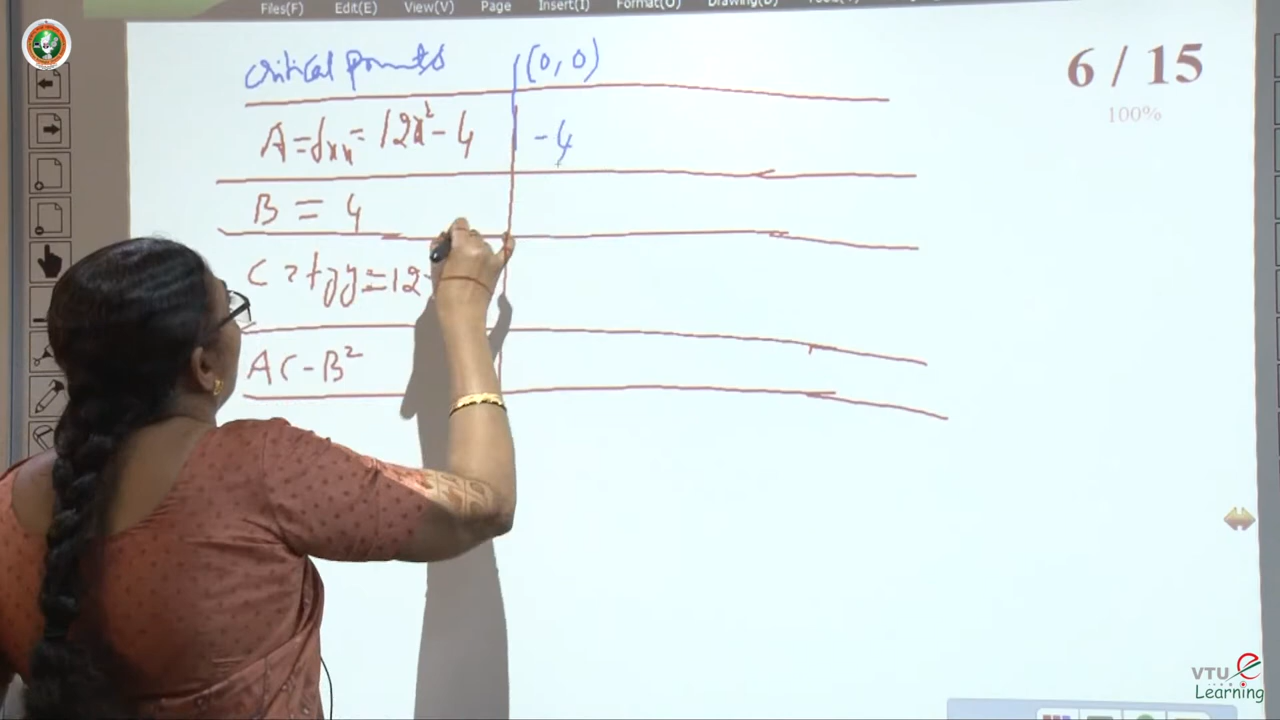 Files(F) Edit(E) View(V) Page Insert(I) Format(O)
6 / 15
100%
critical points (0, 0)
A = fxx = 12x² - 4 - 4
B = 4
C = fyy = 12
AC - B²
VTU e
Learning